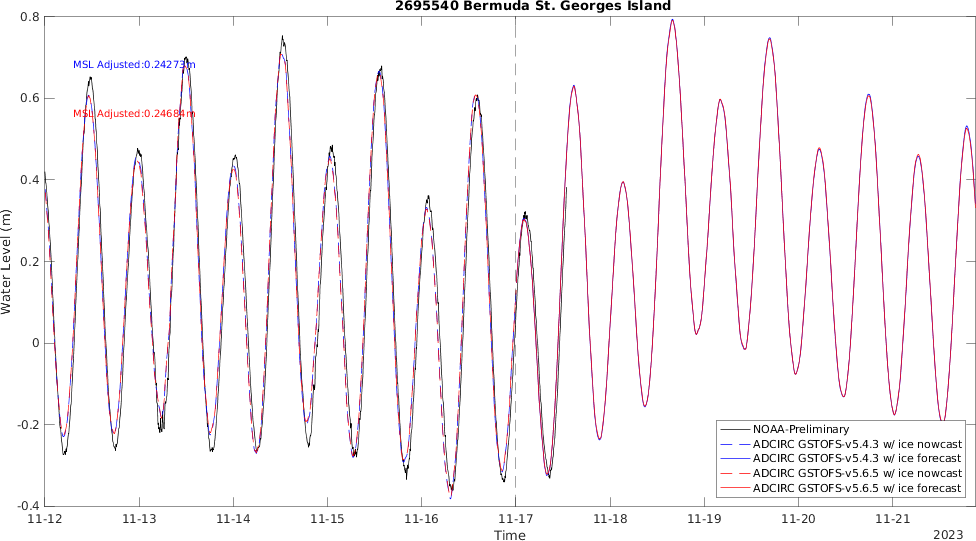 2695540 Bermuda St. Georges Island
0.8
0.6
0.4
0.2
0
-0.2
-0.4
Water Level (m)
MSL Adjusted:0.24273m
MSL Adjusted:0.24684m
NOAA-Preliminary
ADCIRC GSTOFS-v5.4.3 w/ ice nowcast
ADCIRC GSTOFS-v5.4.3 w/ ice forecast
ADCIRC GSTOFS-v5.6.5 w/ ice nowcast
ADCIRC GSTOFS-v5.6.5 w/ ice forecast
11-12 11-13 11-14 11-15 11-16 11-17 11-18 11-19 11-20 11-21
Time
2023